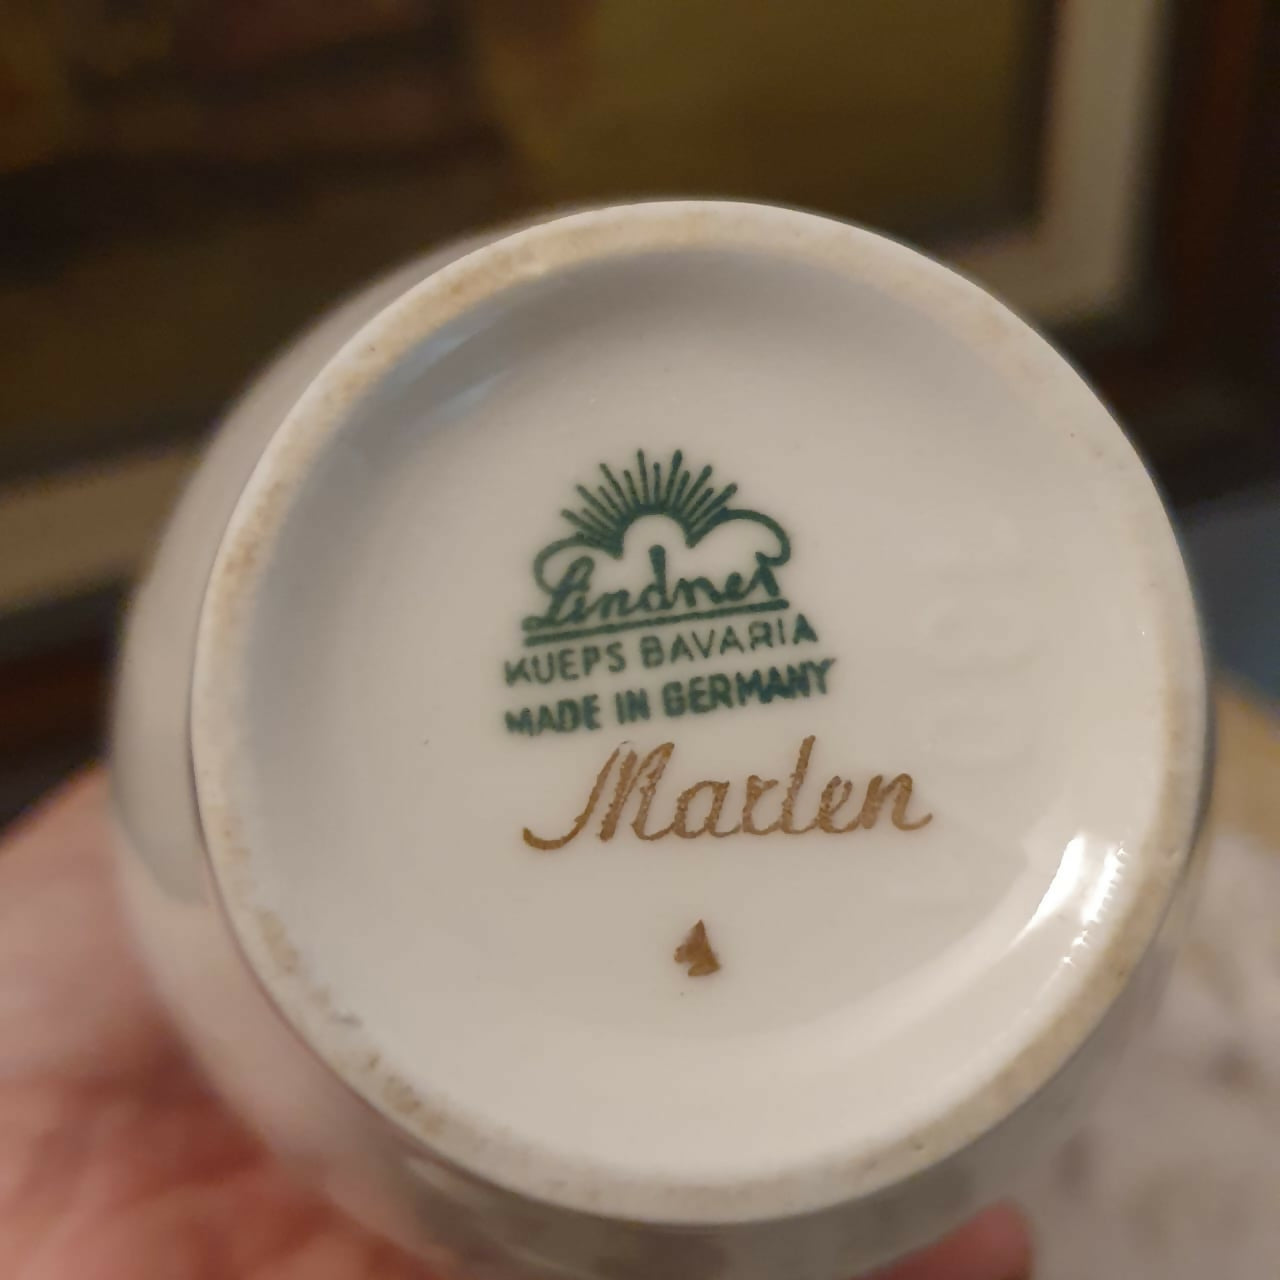 Lindner
KUEPS BAVARIA
MADE IN GERMANY
Marlen